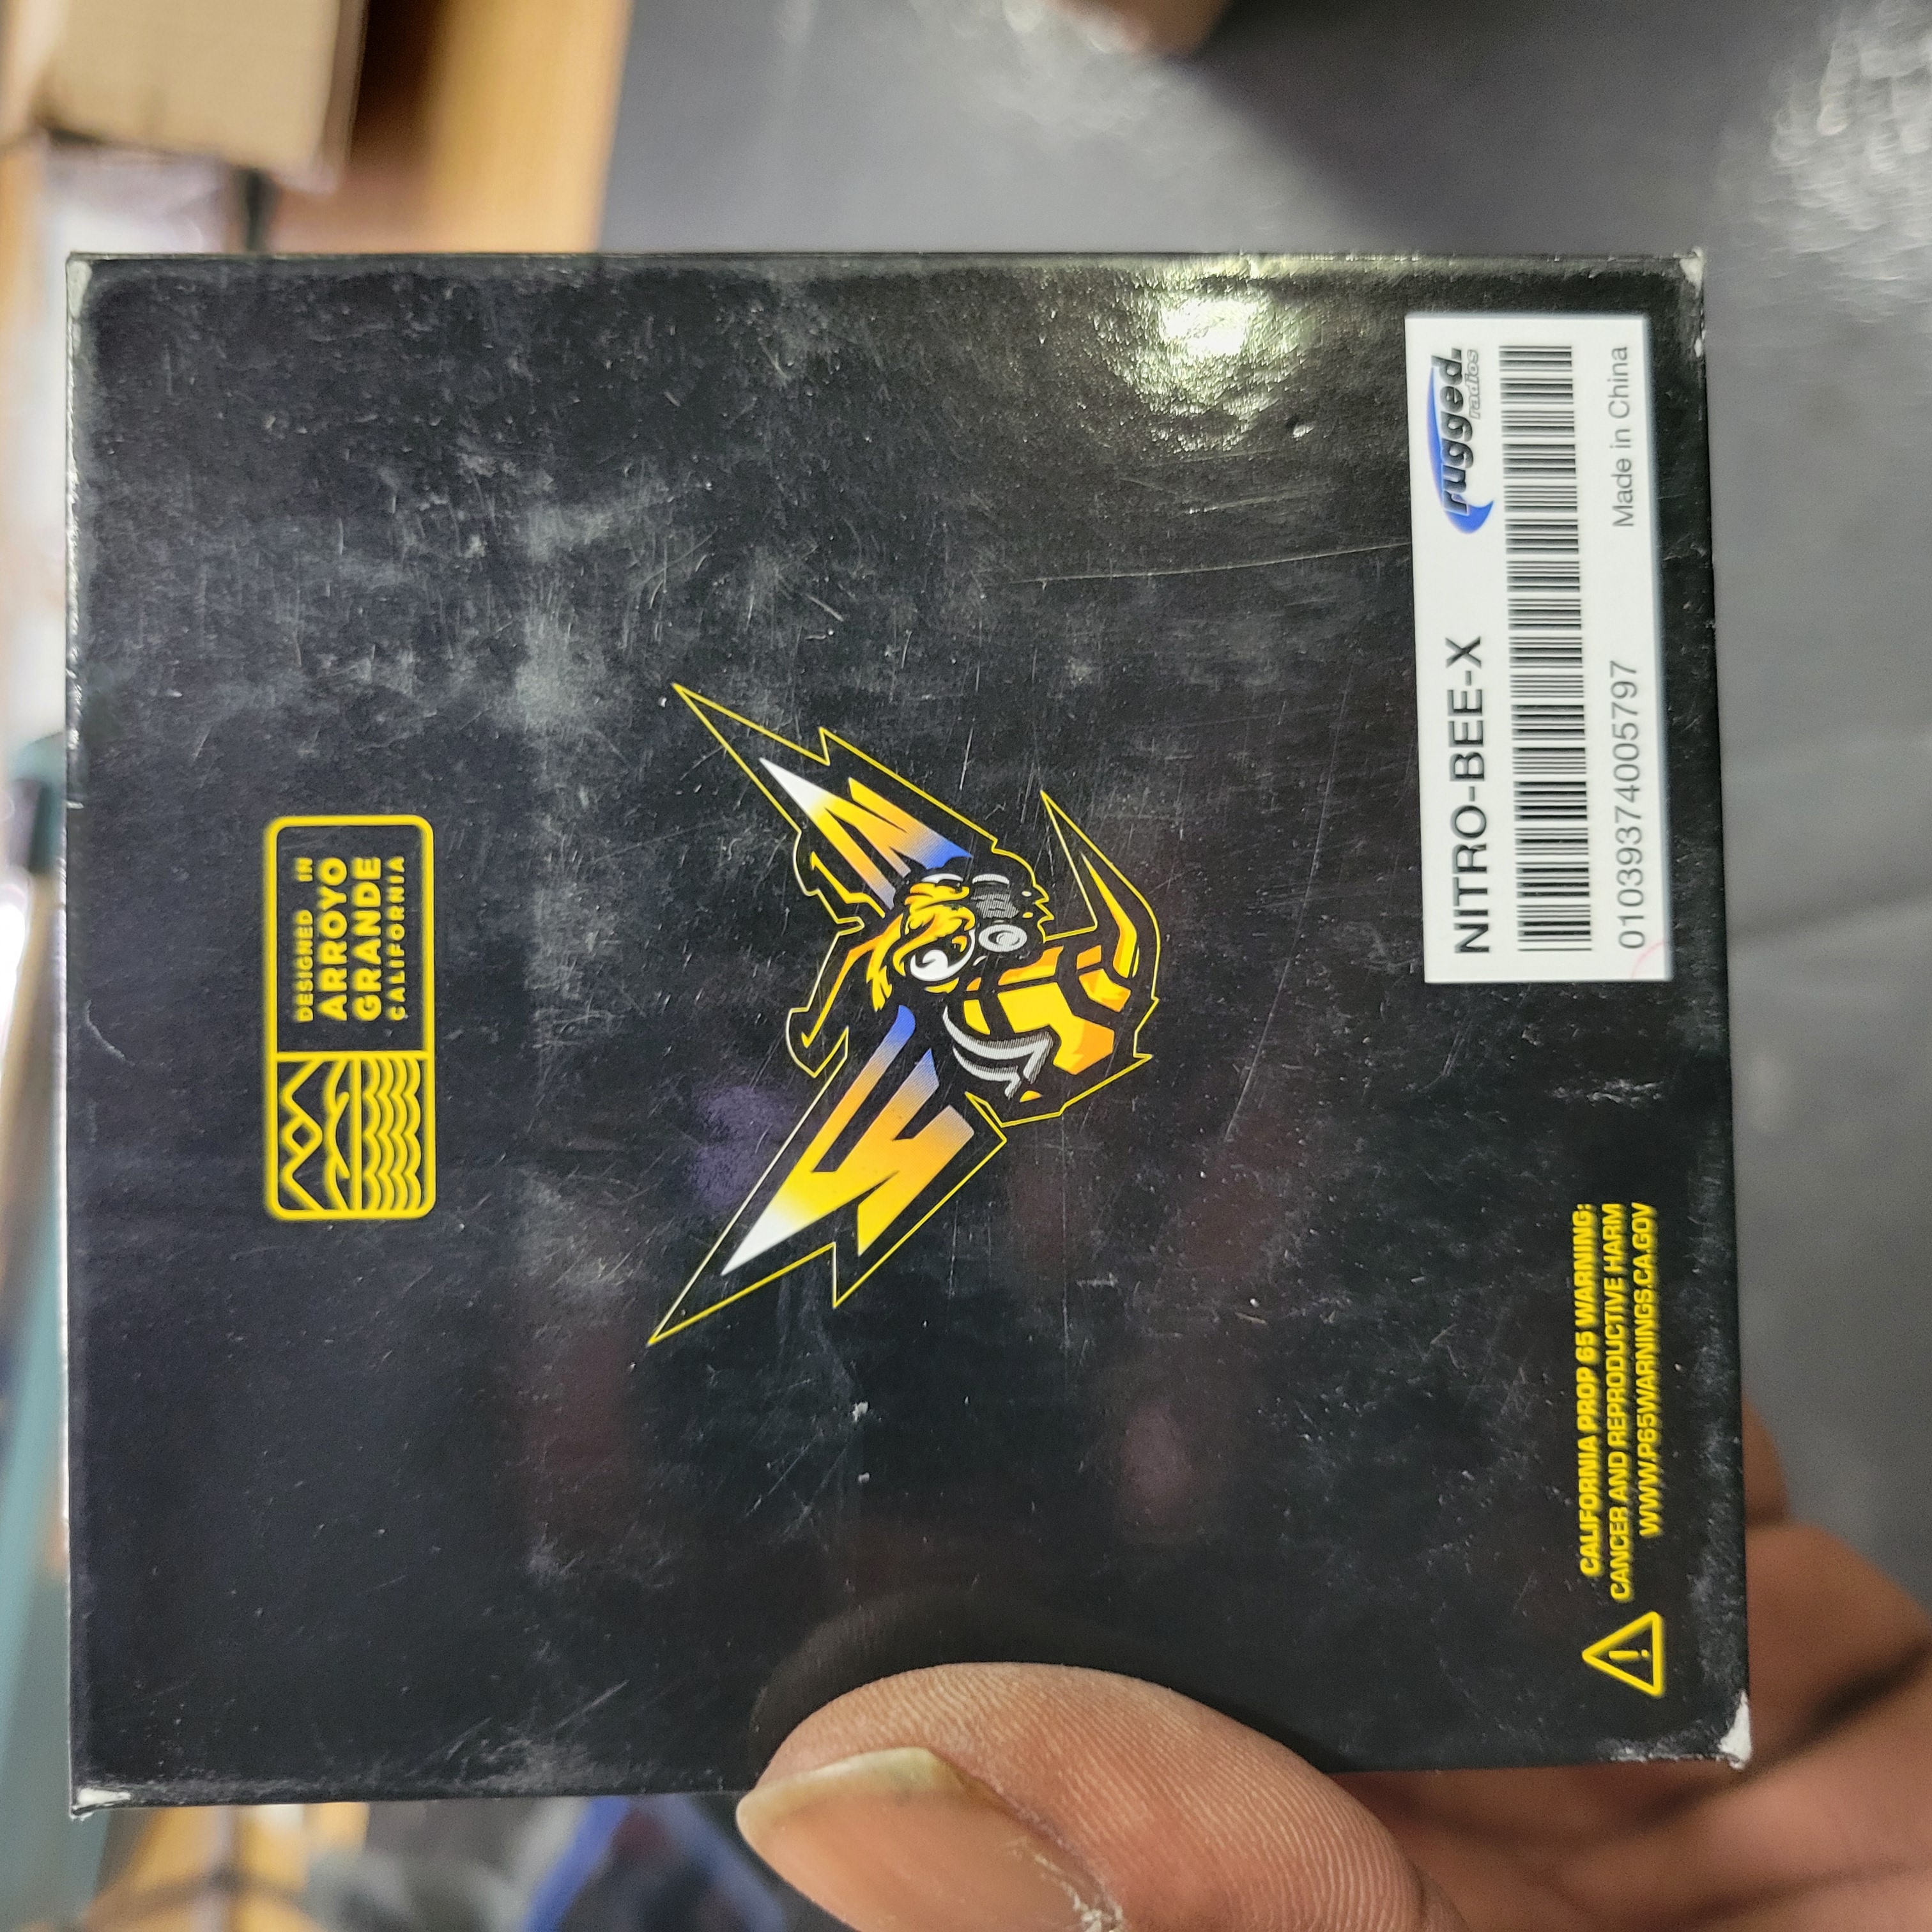 DESIGNED IN
ARROYO
GRANDE
CALIFORNIA
NITRO-BEE-X
rugged
radios
010393774005797
Made in China
CALIFORNIA PROP 65 WARNING:
CANCER AND REPRODUCTIVE HARM
WWW.P65WARNINGS.CA.GOV